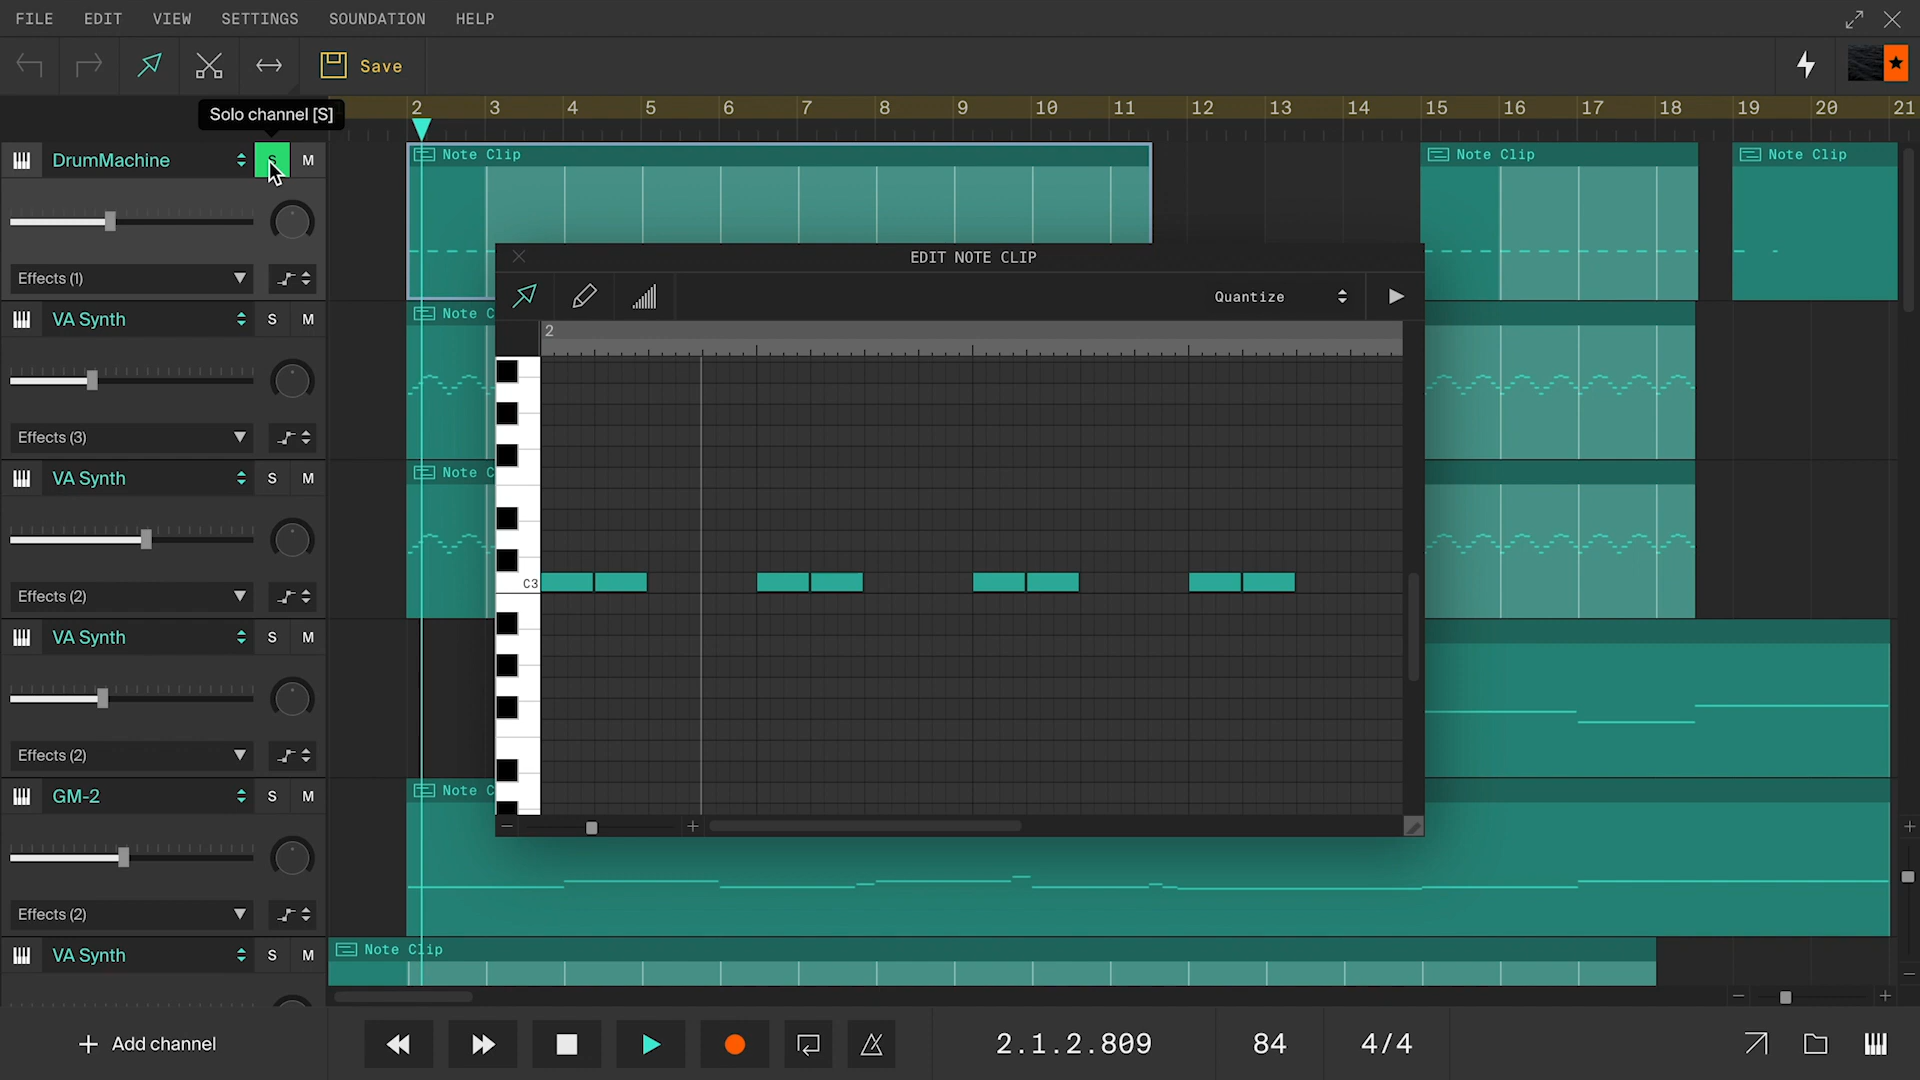 FILE EDIT VIEW SETTINGS SOUNDATION HELP
Save
Solo channel [S]
2 3 4 5 6 7 8 9 10 11 12 13 14 15 16 17 18 19 20 21
DrumMachine S M
Note Clip
Note Clip
Note Clip
Effects (1)
EDIT NOTE CLIP
Quantize
2
VA Synth S M
Note C
Effects (3)
VA Synth S M
Note C
C3
Effects (2)
VA Synth S M
Effects (2)
GM-2 S M
Note C
Effects (2)
VA Synth S M
Note Clip
Add channel
2.1.2.809
84
4/4